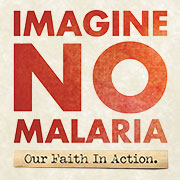 IMAGINE
NO
MALARIA
Our Faith In Action.